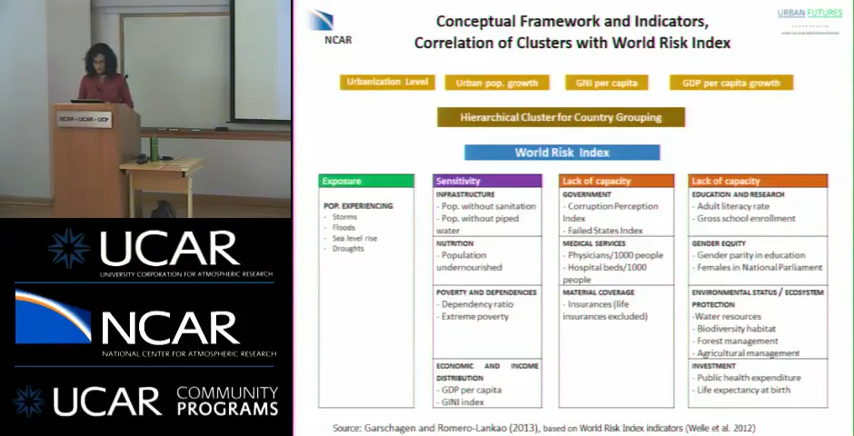 NCAR
Conceptual Framework and Indicators,
Correlation of Clusters with World Risk Index
URBAN FUTURES
Urbanization Level
Urban pop. growth
GNI per capita
GDP per capita growth
Hierarchical Cluster for Country Grouping
World Risk Index
Exposure
POP. EXPERIENCING
- Storms
- Floods
- Sea level rise
- Droughts
Sensitivity
INFRASTRUCTURE
- Pop. without sanitation
- Pop. without piped
water
NUTRITION
- Population
undernourished
POVERTY AND DEPENDENCIES
- Dependency ratio
- Extreme poverty
ECONOMIC AND INCOME
DISTRIBUTION
- GDP per capita
- GINI index
Lack of capacity
GOVERNMENT
- Corruption Perception
Index
- Failed States Index
MEDICAL SERVICES
- Physicians/1000 people
- Hospital beds/1000
people
MATERIAL COVERAGE
- Insurances (life
insurances excluded)
Lack of capacity
EDUCATION AND RESEARCH
- Adult literacy rate
- Gross school enrollment
GENDER EQUITY
- Gender parity in education
- Females in National Parliament
ENVIRONMENTAL STATUS / ECOSYSTEM
PROTECTION
-Water resources
- Biodiversity habitat
- Forest management
- Agricultural management
INVESTMENT
- Public health expenditure
- Life expectancy at birth
Source: Garschagen and Romero-Lankao (2013), based on World Risk Index indicators (Welle et al. 2012)
NCAR - UCAR - UCP
UCAR
UNIVERSITY CORPORATION FOR ATMOSPHERIC RESEARCH
NCAR
NATIONAL CENTER FOR ATMOSPHERIC RESEARCH
UCAR COMMUNITY
PROGRAMS